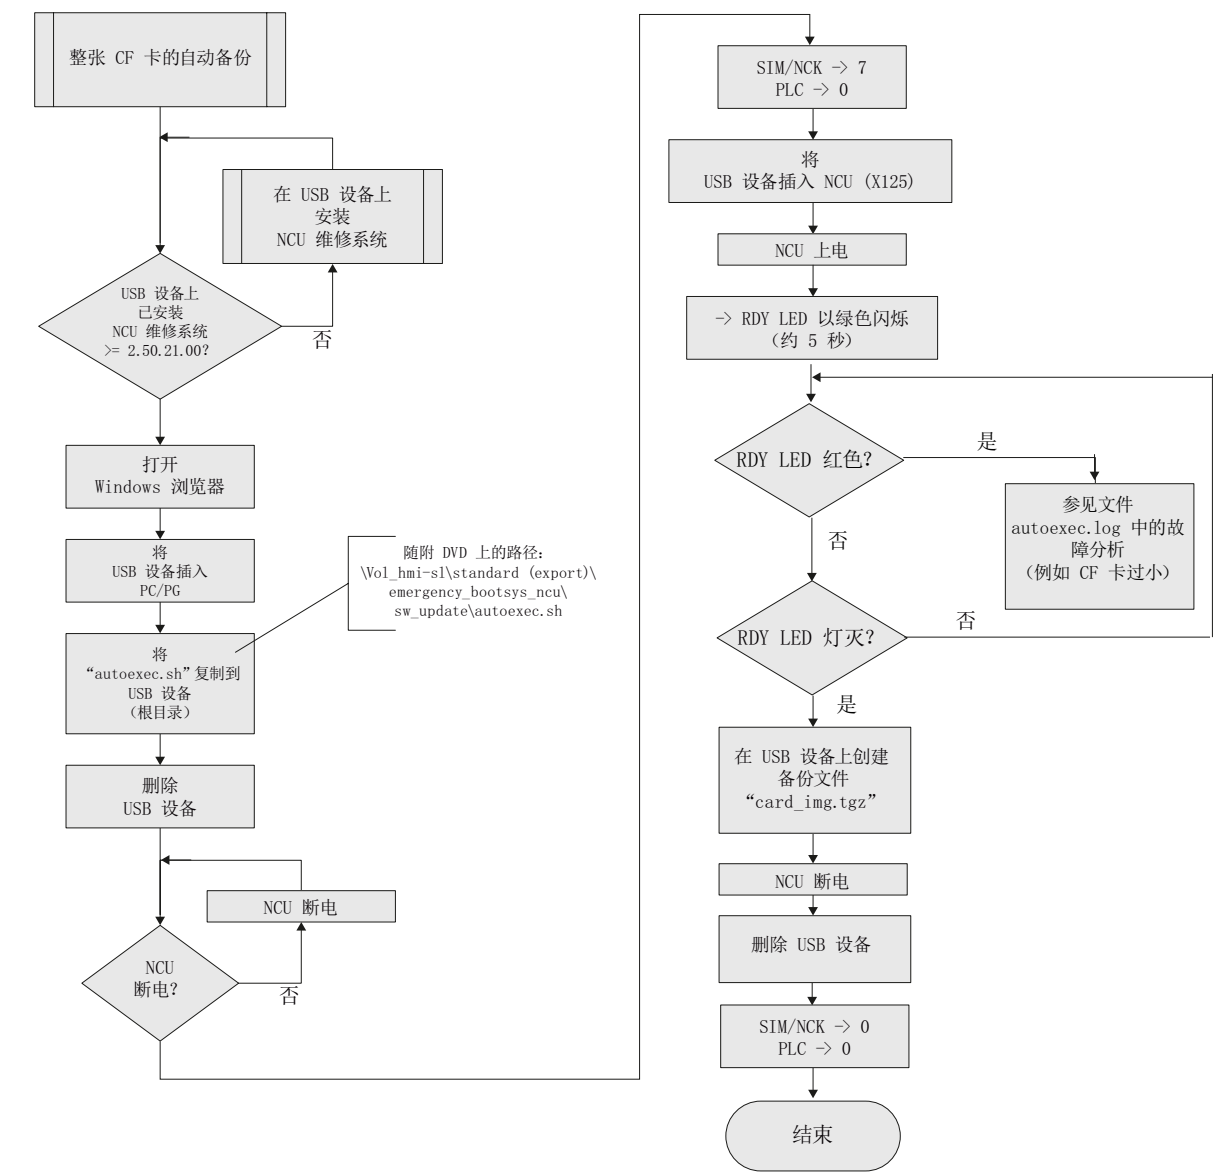 整张 CF 卡的自动备份
在 USB 设备上
安装
NCU 维修系统
USB 设备上
已安装
NCU 维修系统
>= 2.50.21.00?
否
打开
Windows 浏览器
将
USB 设备插入
PC/PG
随附 DVD 上的路径:
\Vol_hmi-sl\standard (export)\
emergency_bootsys_ncu\
sw_update\autoexec.sh
将
“autoexec.sh”复制到
USB 设备
（根目录）
删除
USB 设备
NCU 断电
NCU
断电?
否
SIM/NCK -> 7
PLC -> 0
将
USB 设备插入 NCU (X125)
NCU 上电
-> RDY LED 以绿色闪烁
（约 5 秒）
RDY LED 红色?
是
参见文件
autoexec.log 中的故
障分析
（例如 CF 卡过小）
否
RDY LED 灯灭?
否
是
在 USB 设备上创建
备份文件
“card_img.tgz”
NCU 断电
删除 USB 设备
SIM/NCK -> 0
PLC -> 0
结束